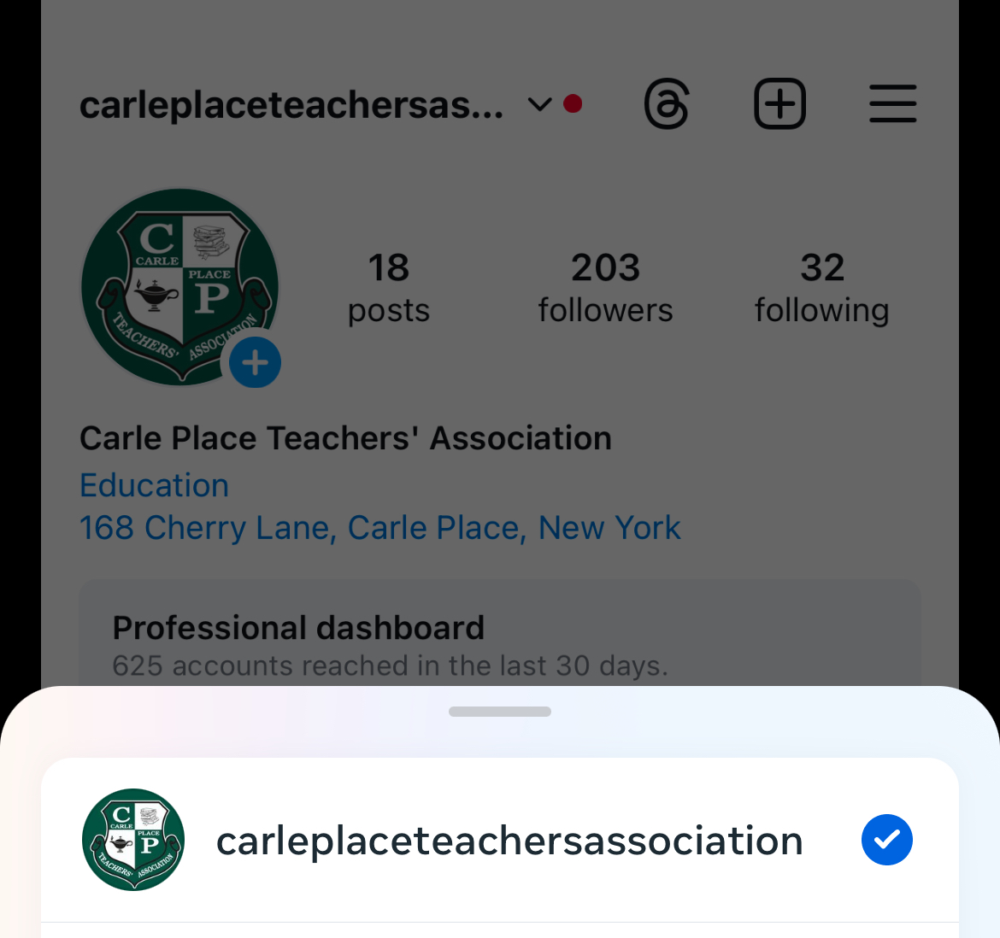 carleplaceteachersas...
C
CARLE
PLACE
P
TEACHERS' ASSOCIATION
18
posts
203
followers
32
following
Carle Place Teachers' Association
Education
168 Cherry Lane, Carle Place, New York
Professional dashboard
625 accounts reached in the last 30 days.
C
CARLE
PLACE
P
TEACHERS' ASSOCIATION
carleplaceteachersassociation